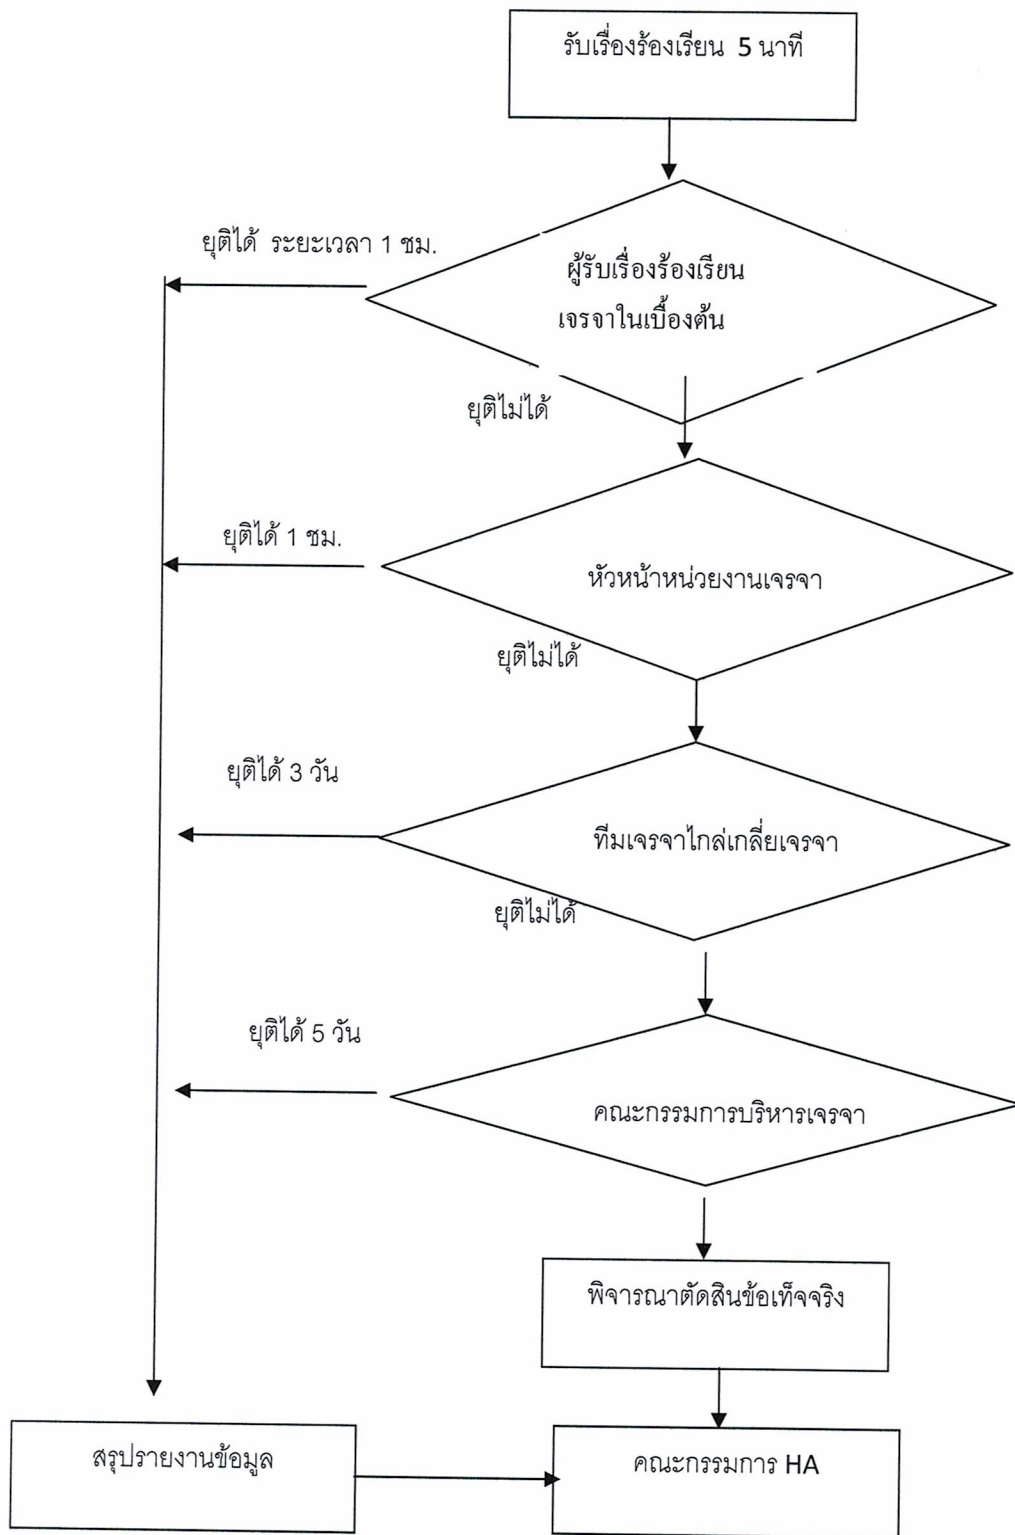 รับเรื่องร้องเรียน 5 นาที
ยุติได้ ระยะเวลา 1 ชม.
ผู้รับเรื่องร้องเรียน
เจรจาในเบื้องต้น
ยุติไม่ได้
ยุติได้ 1 ชม.
หัวหน้าหน่วยงานเจรจา
ยุติไม่ได้
ยุติได้ 3 วัน
ทีมเจรจาไกล่เกลี่ยเจรจา
ยุติไม่ได้
ยุติได้ 5 วัน
คณะกรรมการบริหารเจรจา
พิจารณาตัดสินข้อเท็จจริง
สรุปรายงานข้อมูล
คณะกรรมการ HA